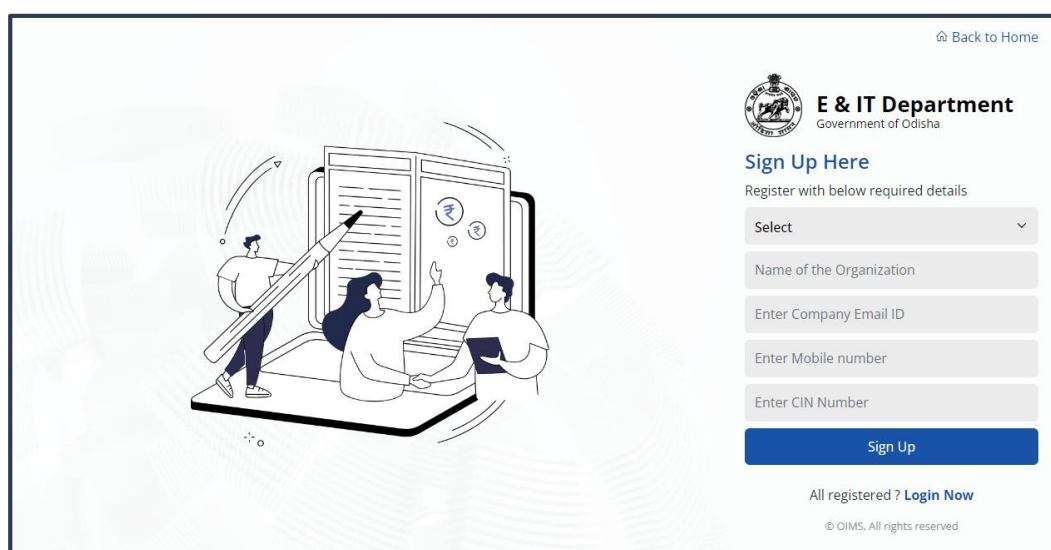 Back to Home
E & IT Department
Government of Odisha
Sign Up Here
Register with below required details
Select
Name of the Organization
Enter Company Email ID
Enter Mobile number
Enter CIN Number
Sign Up
All registered ? Login Now
© OIMS, All rights reserved
₹
₹
₹